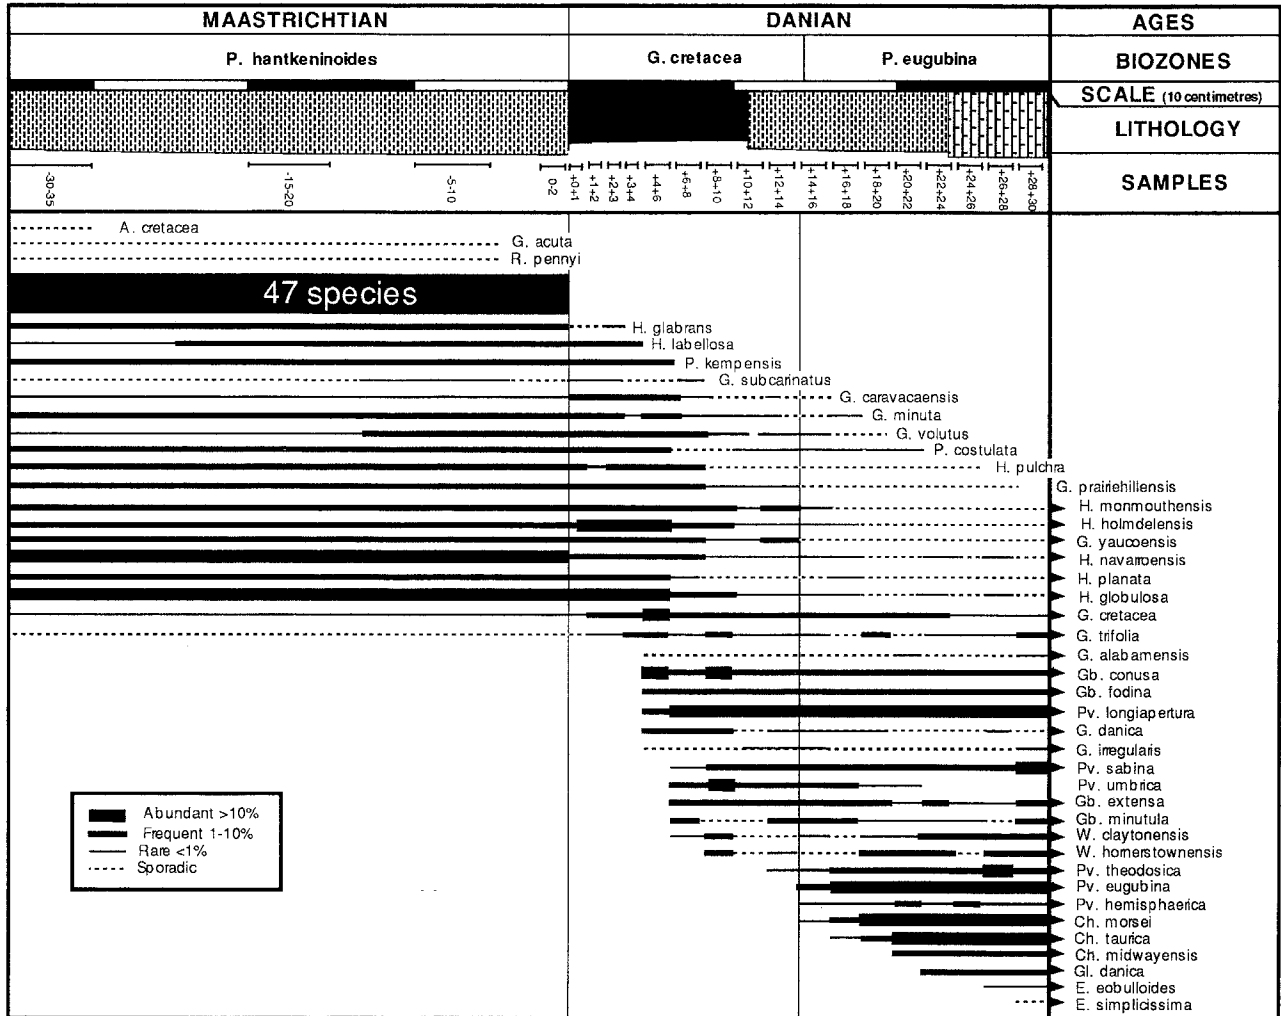 MAASTRICHTIAN DANIAN AGES
P. hantkeninoides G. cretacea P. eugubina BIOZONES
SCALE (10 centimetres)
LITHOLOGY
-30-35 -15-20 -5-10 0-2 +0+1 +1+2 +2+3 +3+4 +4+6 +6+8 +8+10 +10+12 +12+14 +14+16 +16+18 +18+20 +20+22 +22+24 +24+26 +26+28 +28+30 SAMPLES
A. cretacea
G. acuta
R. pennyi
47 species
H. glabrans
H. labellosa
P. kempensis
G. subcarinatus
G. caravacaensis
G. minuta
G. volutus
P. costulata
H. pulchra
G. prairiehillensis
H. monmouthensis
H. holmdelensis
G. yaucoensis
H. navarroensis
H. planata
H. globulosa
G. cretacea
G. trifolia
G. alabamensis
Gb. conusa
Gb. fodina
Pv. longiapertura
G. danica
G. irregularis
Pv. sabina
Pv. umbrica
Gb. extensa
Gb. minutula
W. claytonensis
W. hornerstownensis
Pv. theodosica
Pv. eugubina
Pv. hemisphaerica
Ch. morsei
Ch. taurica
Ch. midwayensis
Gl. danica
E. eobulloides
E. simplicissima
Abundant >10%
Frequent 1-10%
Rare <1%
Sporadic